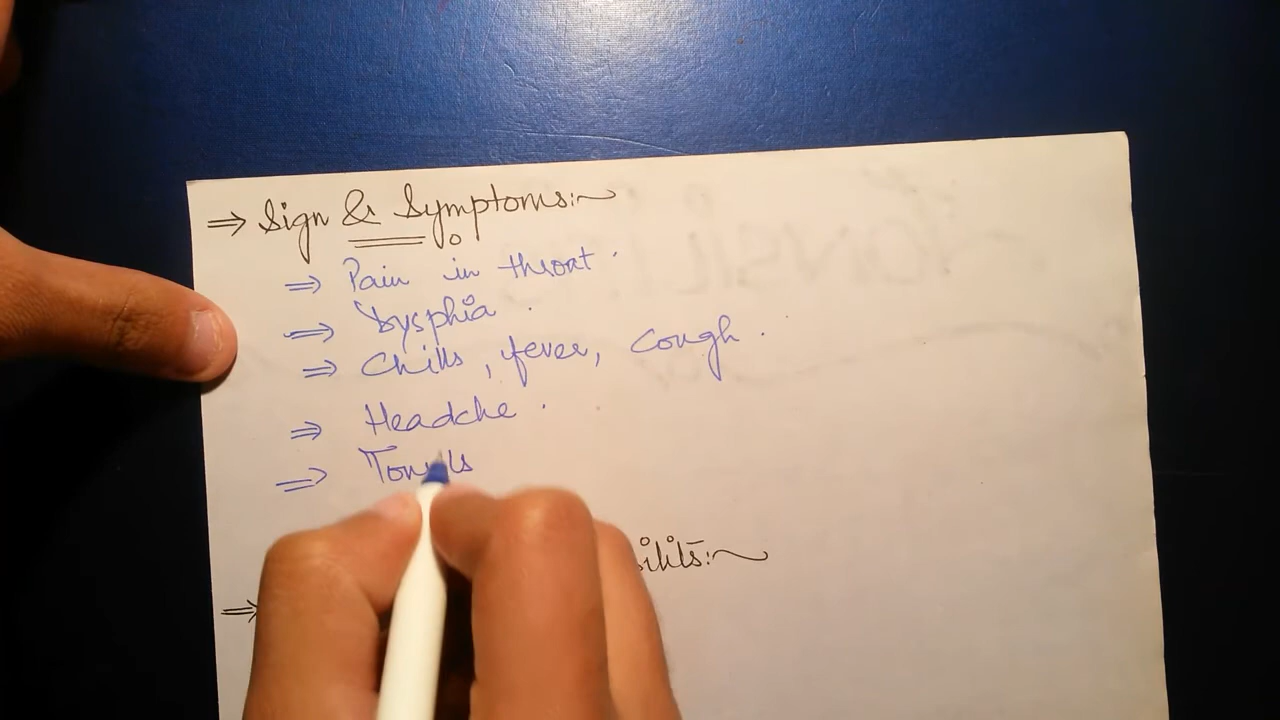 ⇒ Sign & Symptoms:~
⇒ Pain in throat.
⇒ Dysphia.
⇒ Chills, fever, Cough.
⇒ Headche.
⇒
⇒